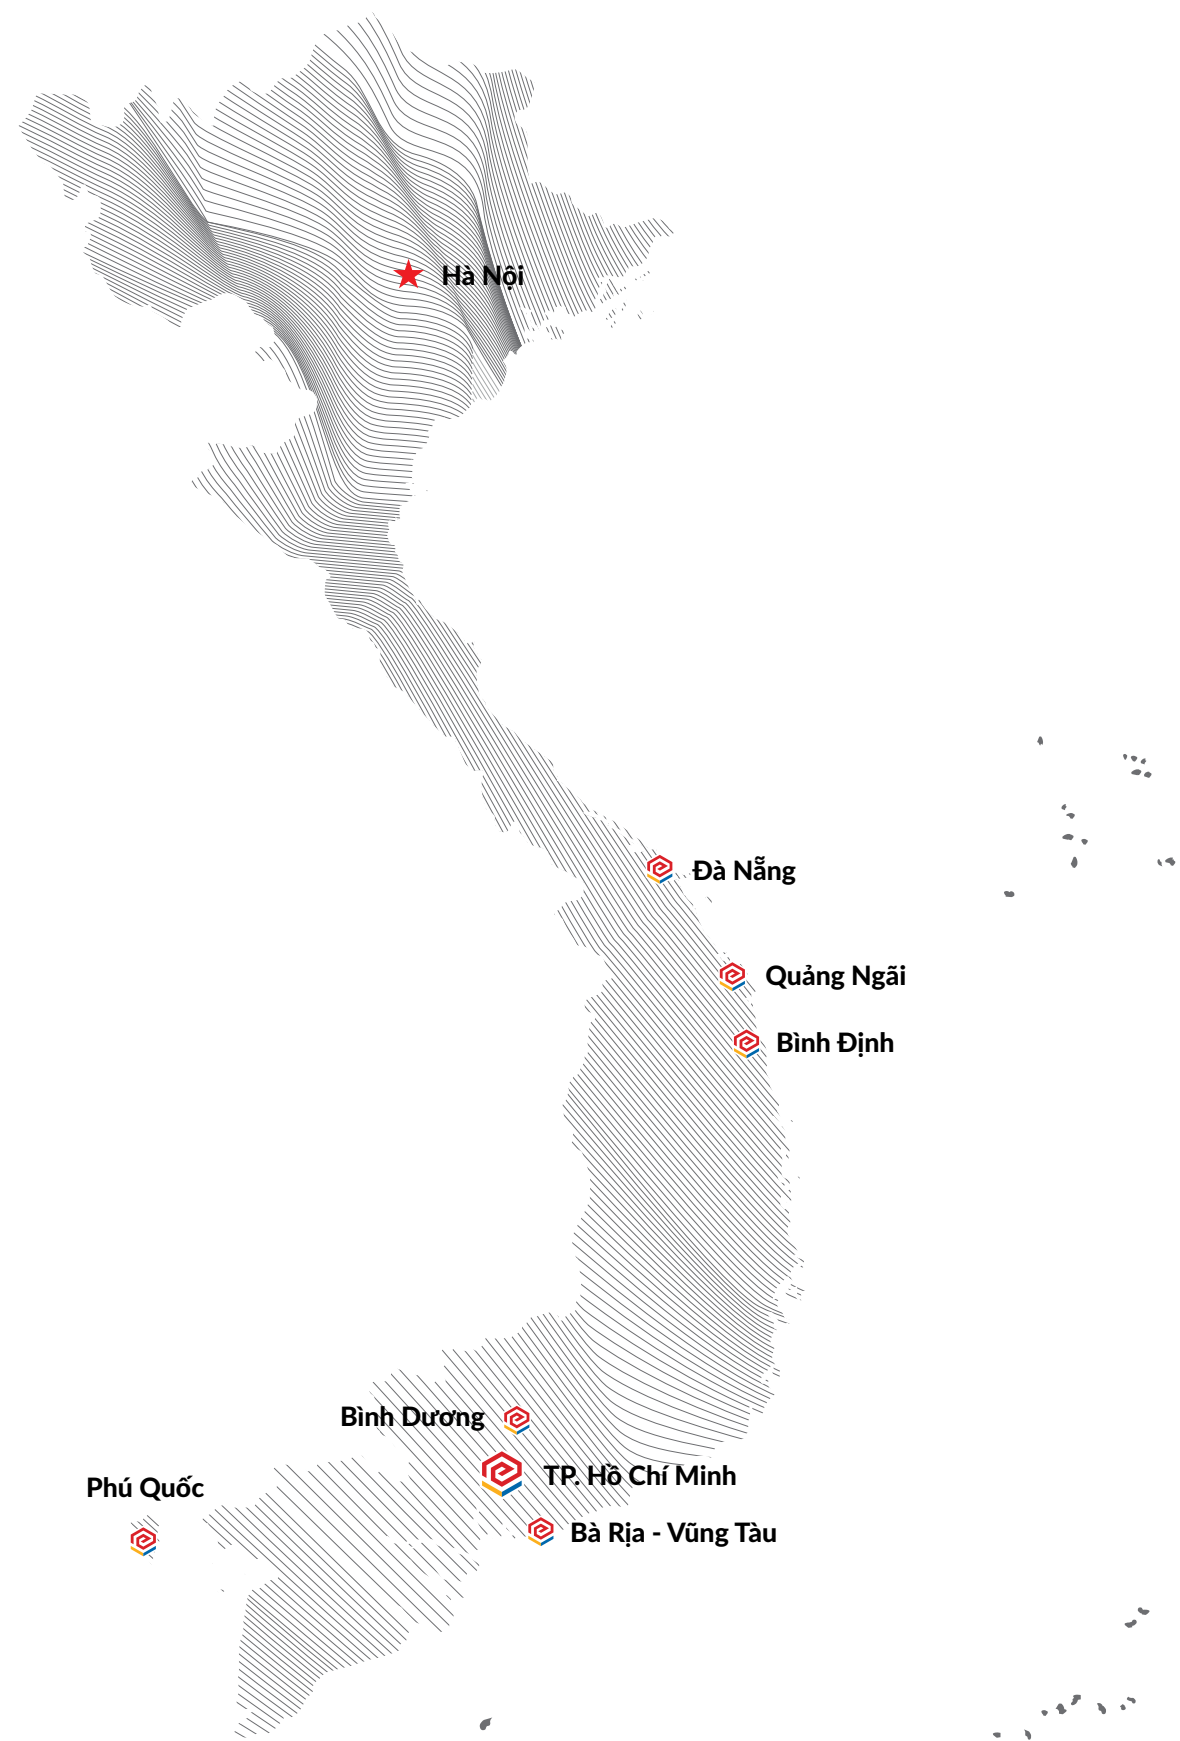 Hà Nội
Đà Nẵng
Quảng Ngãi
Bình Định
Bình Dương
TP. Hồ Chí Minh
Phú Quốc
Bà Rịa - Vũng Tàu